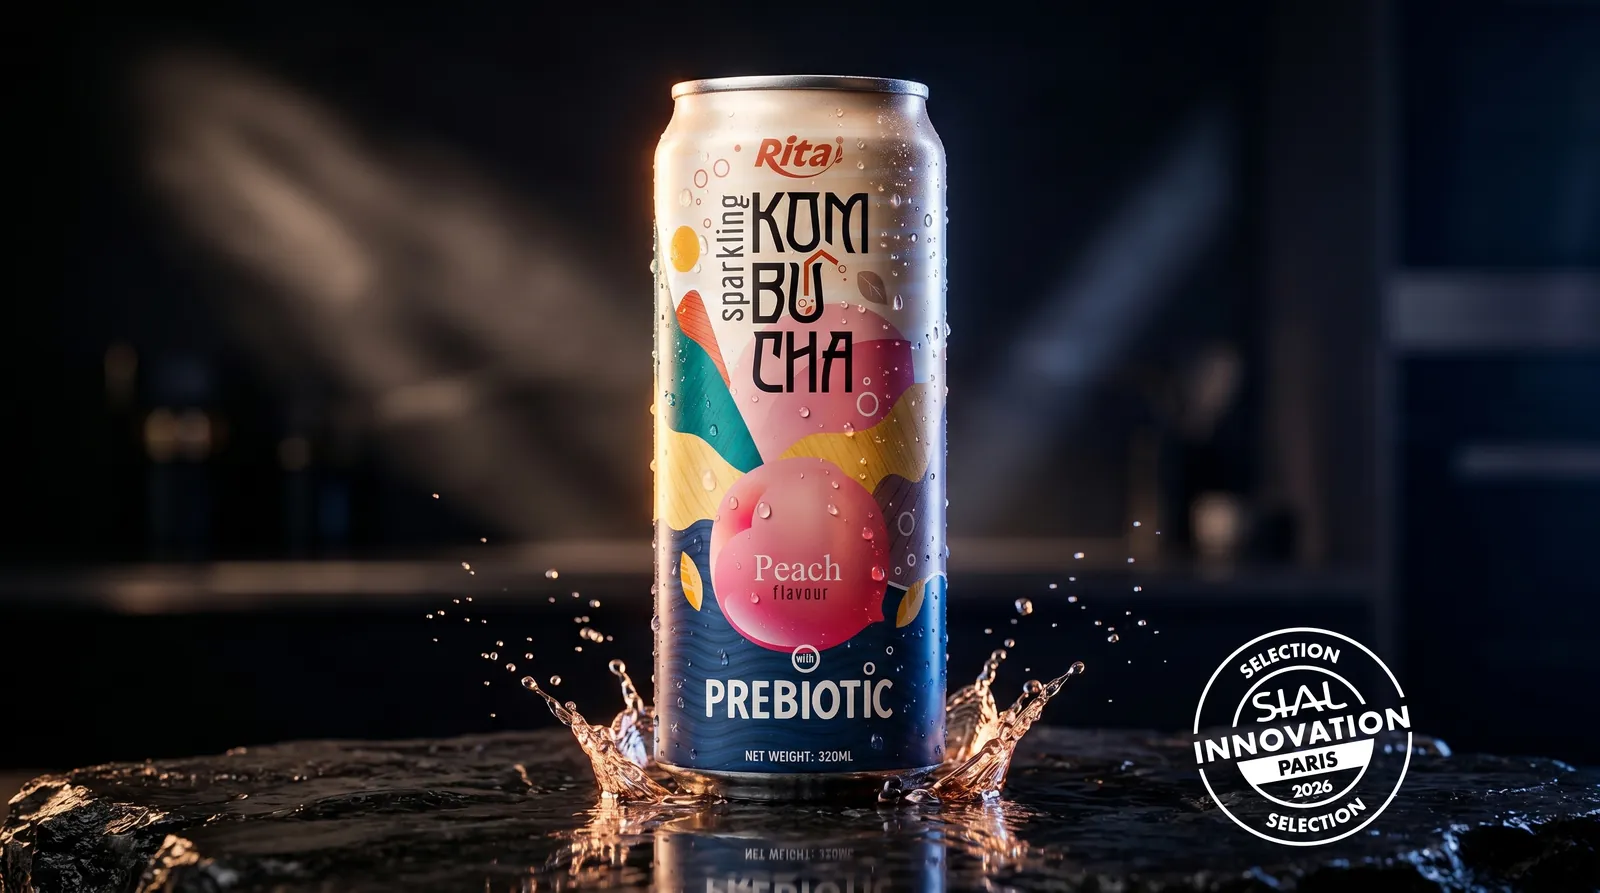 Rita
sparkling
KOM
BU
CHA
Peach
flavour
with
PREBIOTIC
NET WEIGHT: 320ML
SELECTION
SIAL
INNOVATION
PARIS
2026
SELECTION